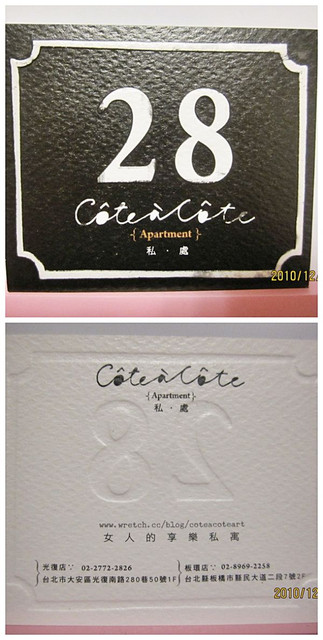 28
CôteàCôte
{Apartment}
私．處
2010/12
CôteàCôte
{Apartment}
私．處
28
www.wretch.cc/blog/coteacoteart
女人的享樂私寓
光復店∵ 02-2772-2826
台北市大安區光復南路280巷50號1F
板環店∵ 02-8969-2258
台北縣板橋市縣民大道二段7號2F
2010/12